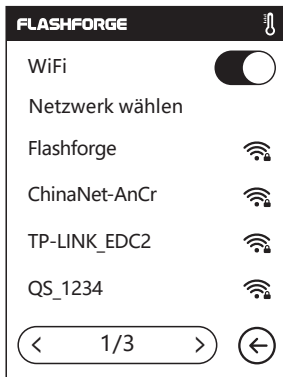 FLASHFORGE
WiFi
Netzwerk wählen
Flashforge
ChinaNet-AnCr
TP-LINK_EDC2
QS_1234
< 1/3 >